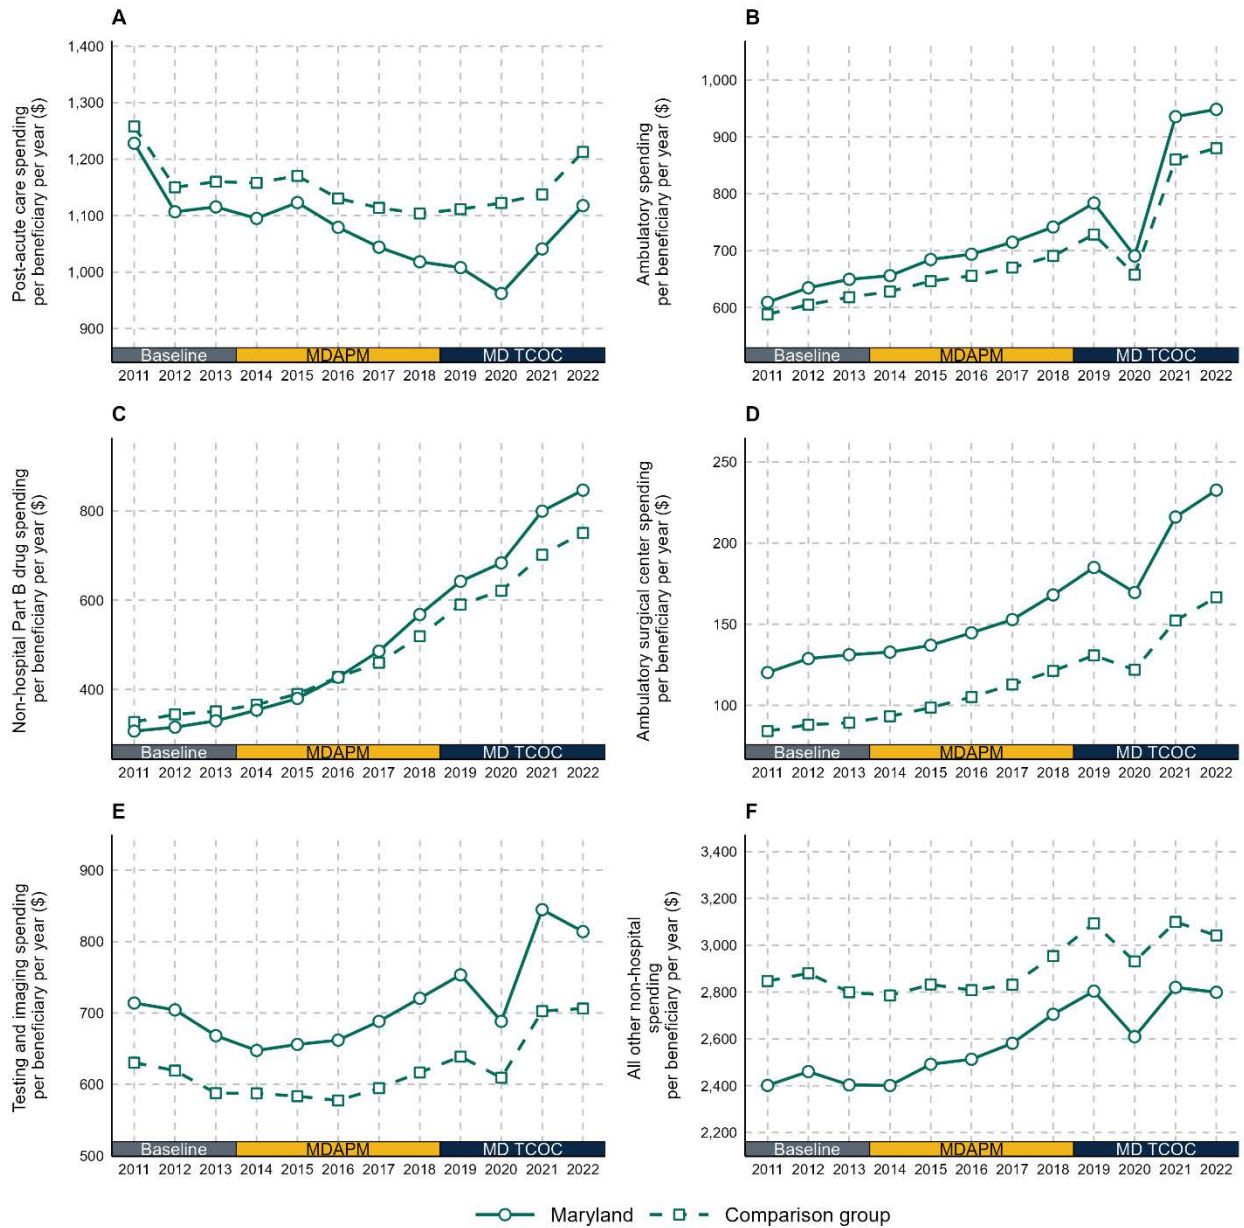 A
Post-acute care spending
per beneficiary per year ($)
1,400
1,300
1,200
1,100
1,000
900
Baseline MDAPM MD TCOC
2011 2012 2013 2014 2015 2016 2017 2018 2019 2020 2021 2022
B
Ambulatory spending
per beneficiary per year ($)
1,000
900
800
700
600
Baseline MDAPM MD TCOC
2011 2012 2013 2014 2015 2016 2017 2018 2019 2020 2021 2022
C
Non-hospital Part B drug spending
per beneficiary per year ($)
800
600
400
Baseline MDAPM MD TCOC
2011 2012 2013 2014 2015 2016 2017 2018 2019 2020 2021 2022
D
Ambulatory surgical center spending
per beneficiary per year ($)
250
200
150
100
Baseline MDAPM MD TCOC
2011 2012 2013 2014 2015 2016 2017 2018 2019 2020 2021 2022
E
Testing and imaging spending
per beneficiary per year ($)
900
800
700
600
500
Baseline MDAPM MD TCOC
2011 2012 2013 2014 2015 2016 2017 2018 2019 2020 2021 2022
F
All other non-hospital
spending
per beneficiary per year ($)
3,400
3,200
3,000
2,800
2,600
2,400
2,200
Baseline MDAPM MD TCOC
2011 2012 2013 2014 2015 2016 2017 2018 2019 2020 2021 2022
Maryland Comparison group